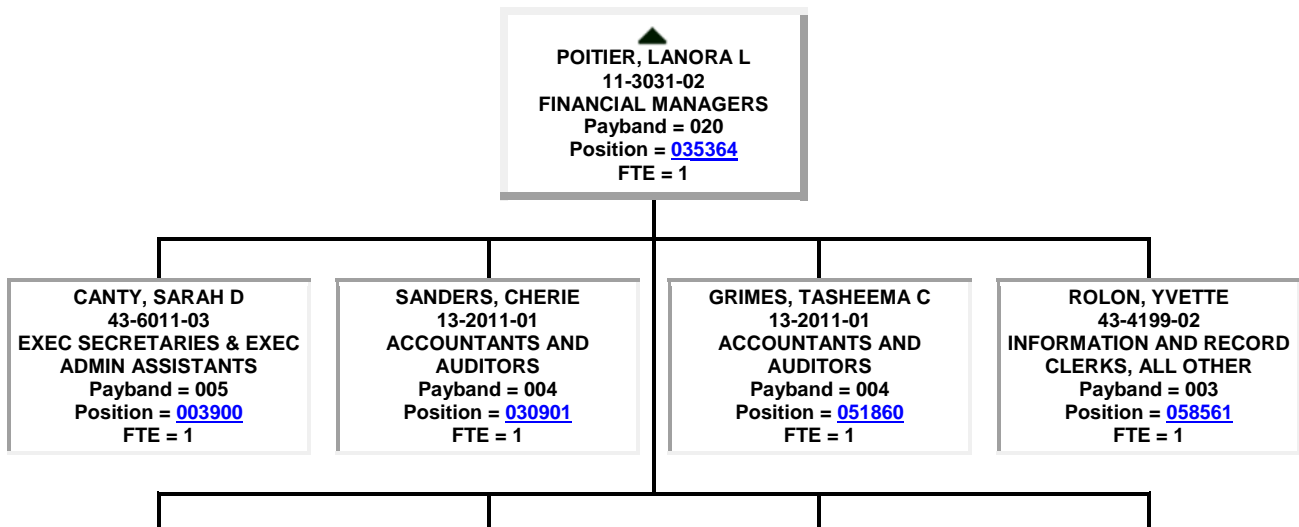 POITIER, LANORA L
11-3031-02
FINANCIAL MANAGERS
Payband = 020
Position = 035364
FTE = 1
CANTY, SARAH D
43-6011-03
EXEC SECRETARIES & EXEC
ADMIN ASSISTANTS
Payband = 005
Position = 003900
FTE = 1
SANDERS, CHERIE
13-2011-01
ACCOUNTANTS AND
AUDITORS
Payband = 004
Position = 030901
FTE = 1
GRIMES, TASHEEMA C
13-2011-01
ACCOUNTANTS AND
AUDITORS
Payband = 004
Position = 051860
FTE = 1
ROLON, YVETTE
43-4199-02
INFORMATION AND RECORD
CLERKS, ALL OTHER
Payband = 003
Position = 058561
FTE = 1